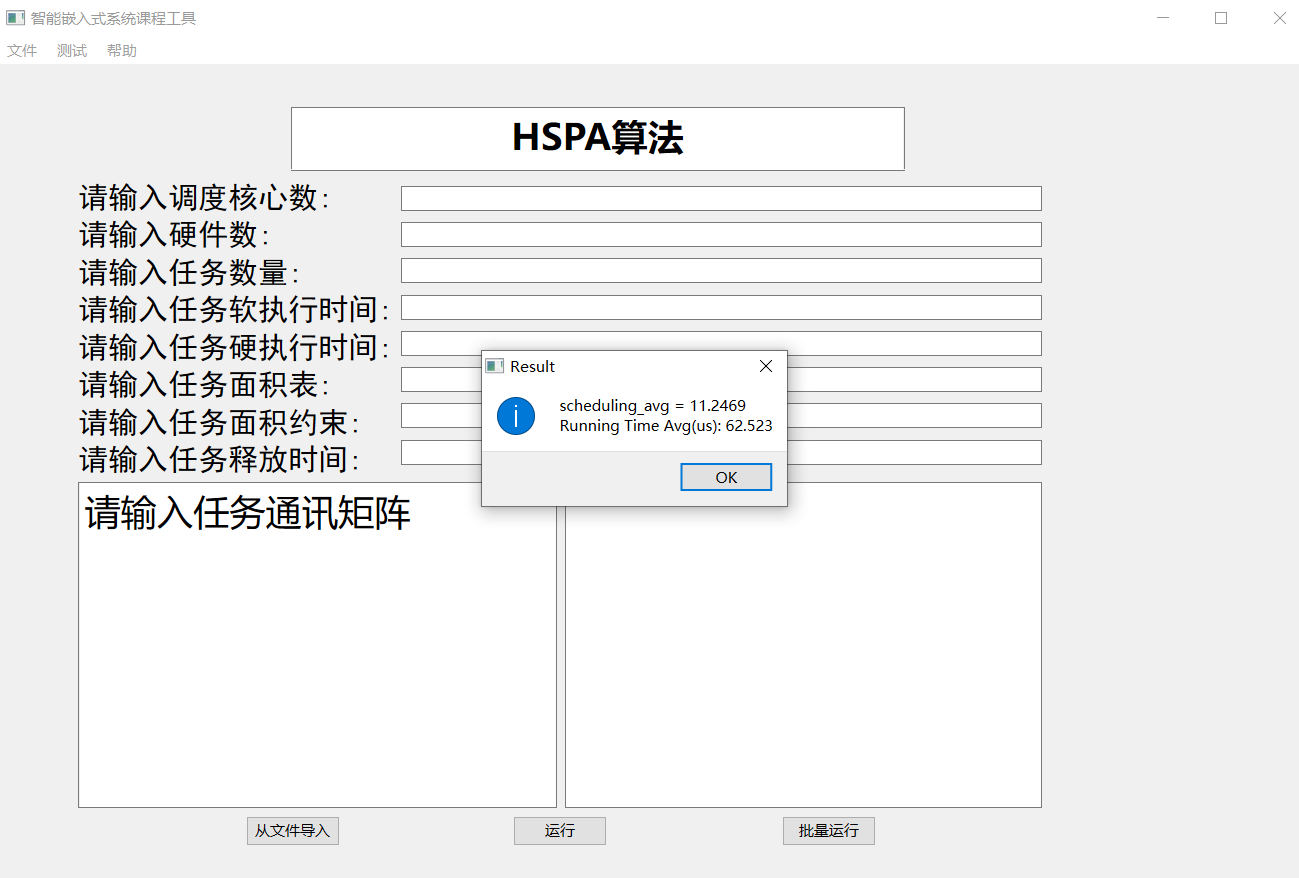 智能嵌入式系统课程工具
文件 测试 帮助
HSPA算法
请输入调度核心数:
请输入硬件数:
请输入任务数量:
请输入任务软执行时间:
请输入任务硬执行时间:
请输入任务面积表:
请输入任务面积约束:
请输入任务释放时间:
Result
scheduling_avg = 11.2469
Running Time Avg(us): 62.523
OK
请输入任务通讯矩阵
从文件导入 运行 批量运行